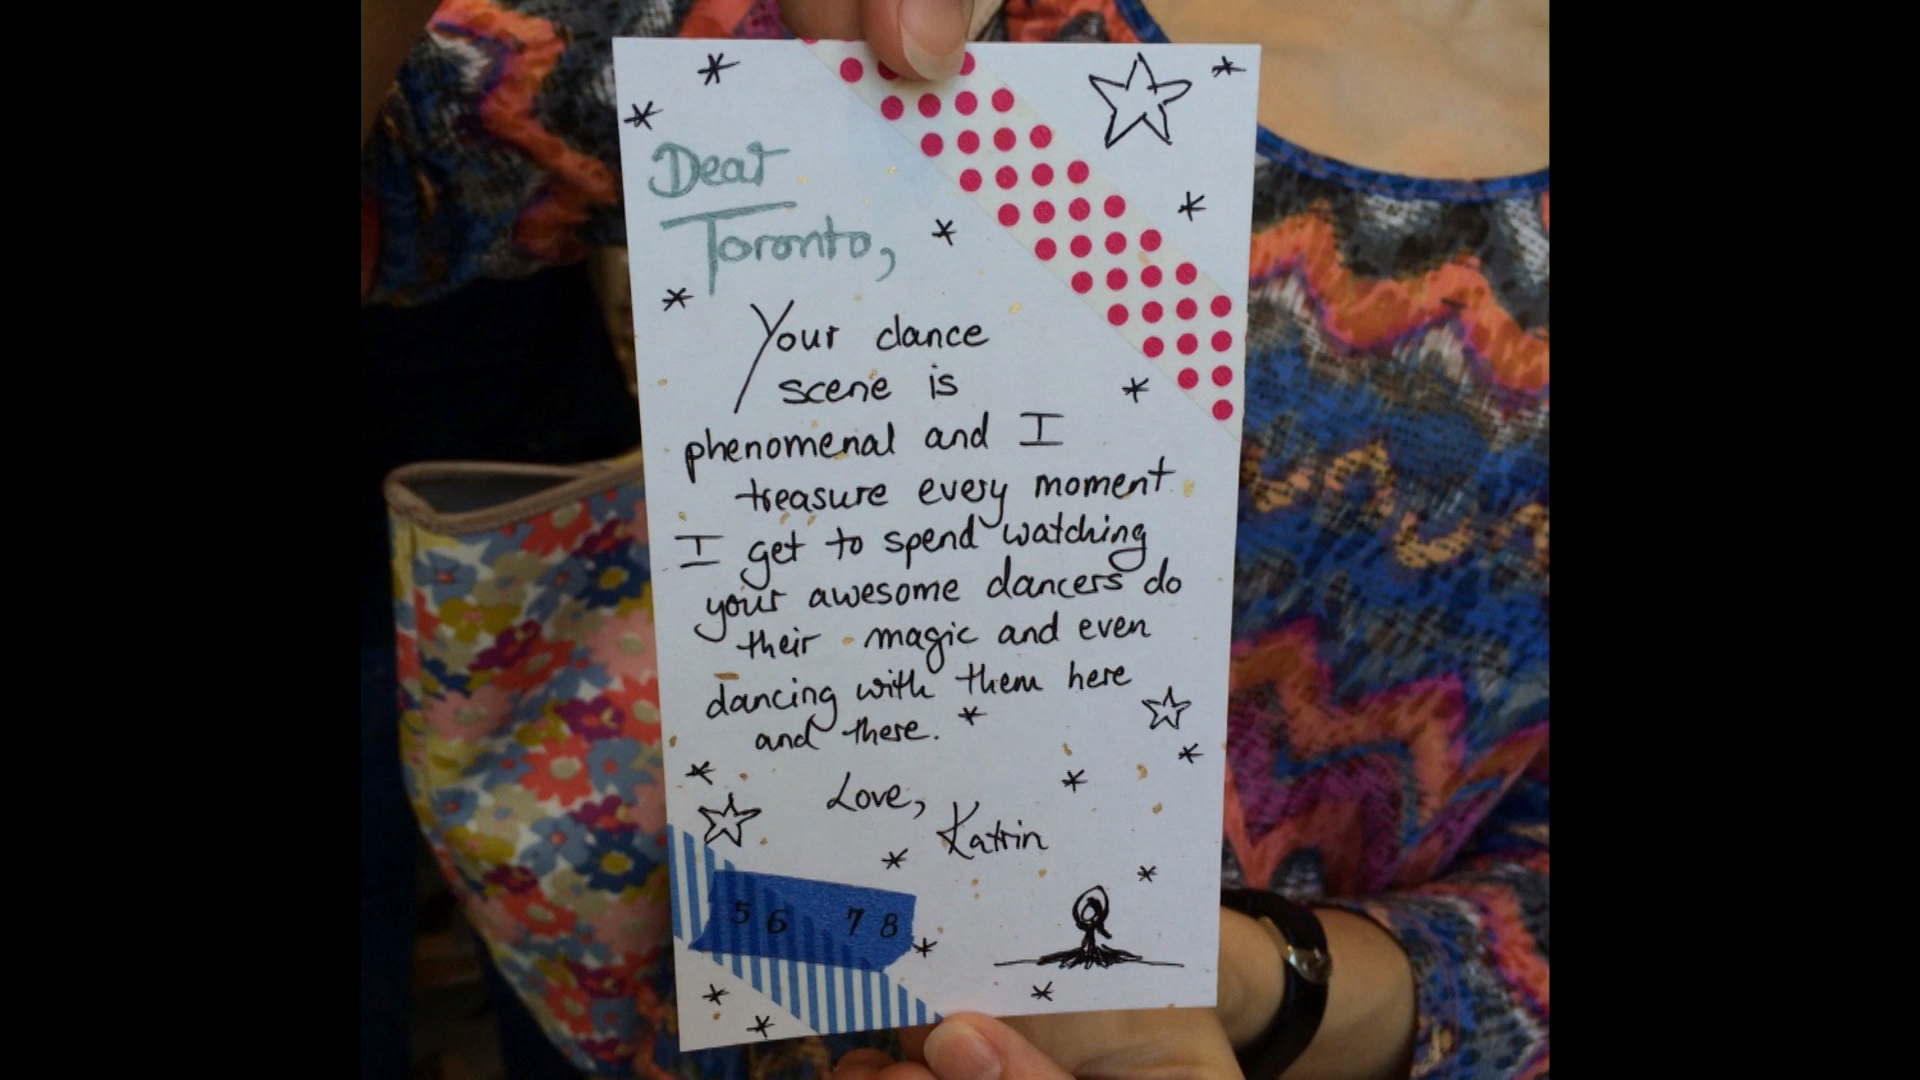 Dear
Toronto,
Your dance
scene is
phenomenal and I
treasure every moment
I get to spend watching
your awesome dancers do
their magic and even
dancing with them here
and there.
Love,
Katrin
5 6 7 8